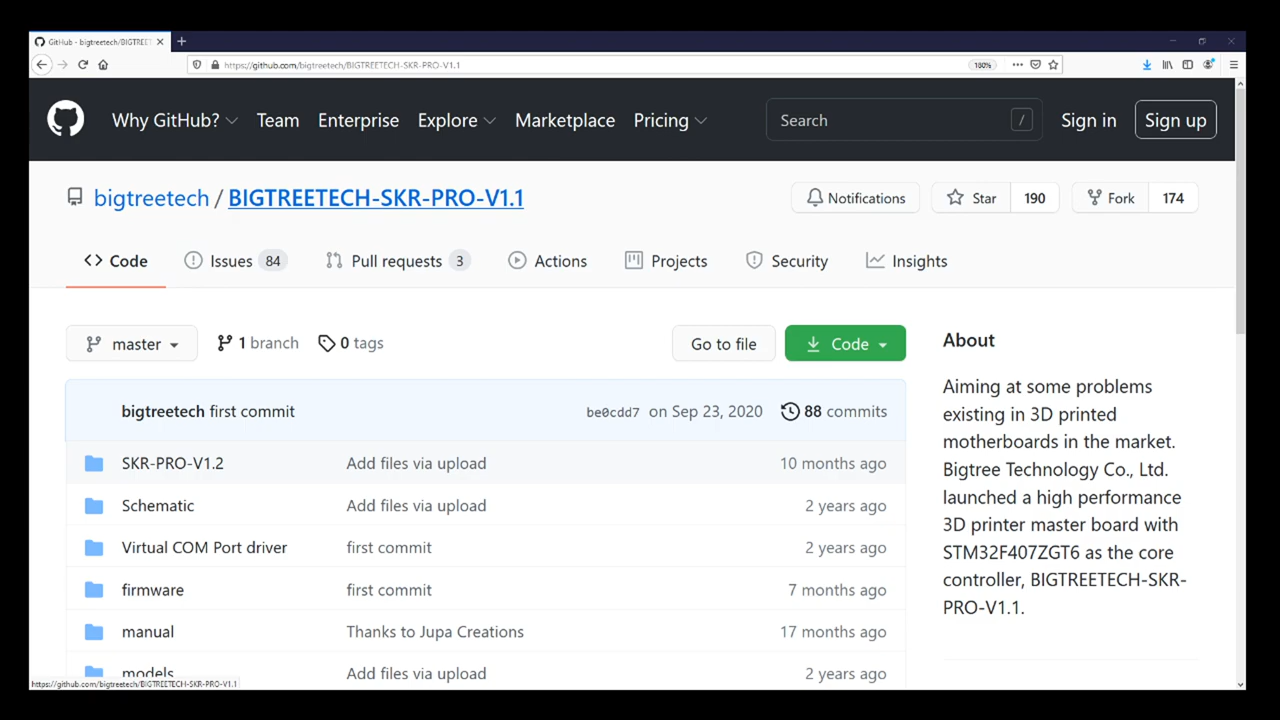 GitHub - bigtreetech/BIGTREET
https://github.com/bigtreetech/BIGTREETECH-SKR-PRO-V1.1
180%
Why GitHub? Team Enterprise Explore Marketplace Pricing
Search /
Sign in
Sign up
bigtreetech / BIGTREETECH-SKR-PRO-V1.1
Notifications
Star 190
Fork 174
Code
Issues 84
Pull requests 3
Actions
Projects
Security
Insights
master
1 branch
0 tags
Go to file
Code
bigtreetech first commit be0cdd7 on Sep 23, 2020 88 commits
SKR-PRO-V1.2 Add files via upload 10 months ago
Schematic Add files via upload 2 years ago
Virtual COM Port driver first commit 2 years ago
firmware first commit 7 months ago
manual Thanks to Jupa Creations 17 months ago
models Add files via upload 2 years ago
About
Aiming at some problems
existing in 3D printed
motherboards in the market.
Bigtree Technology Co., Ltd.
launched a high performance
3D printer master board with
STM32F407ZGT6 as the core
controller, BIGTREETECH-SKR-
PRO-V1.1.
https://github.com/bigtreetech/BIGTREETECH-SKR-PRO-V1.1